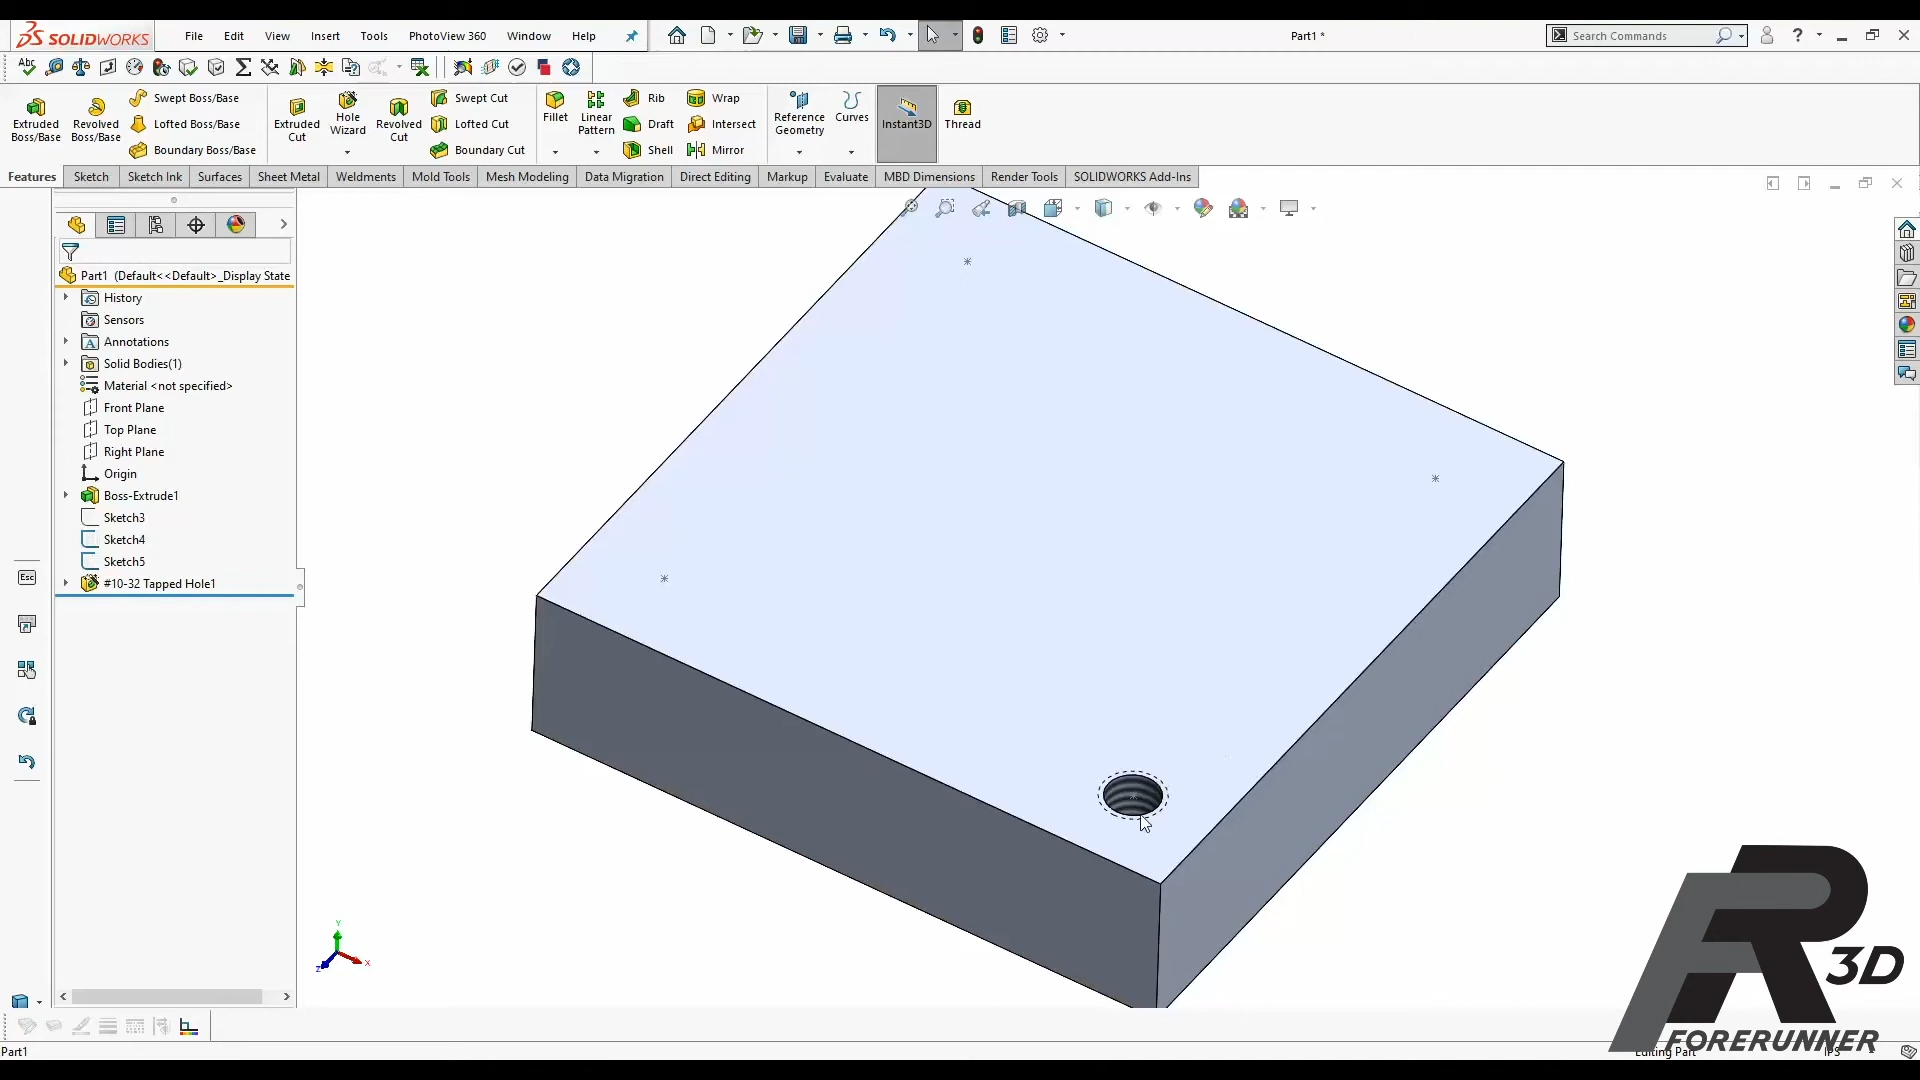 SOLIDWORKS
File Edit View Insert Tools PhotoView 360 Window Help
Part1 *
Search Commands
?
Abc
Extruded Boss/Base
Revolved Boss/Base
Swept Boss/Base
Lofted Boss/Base
Boundary Boss/Base
Extruded Cut
Hole Wizard
Revolved Cut
Swept Cut
Lofted Cut
Boundary Cut
Fillet
Linear Pattern
Rib
Draft
Shell
Wrap
Intersect
Mirror
Reference Geometry
Curves
Instant3D
Thread
Features Sketch Sketch Ink Surfaces Sheet Metal Weldments Mold Tools Mesh Modeling Data Migration Direct Editing Markup Evaluate MBD Dimensions Render Tools SOLIDWORKS Add-Ins
Part1 (Default<<Default>_Display State
History
Sensors
A Annotations
Solid Bodies(1)
Material <not specified>
Front Plane
Top Plane
Right Plane
Origin
Boss-Extrude1
Sketch3
Sketch4
Sketch5
#10-32 Tapped Hole1
Esc
Y
X
Z
R
3D
FORERUNNER
Part1
Editing Part
IPS